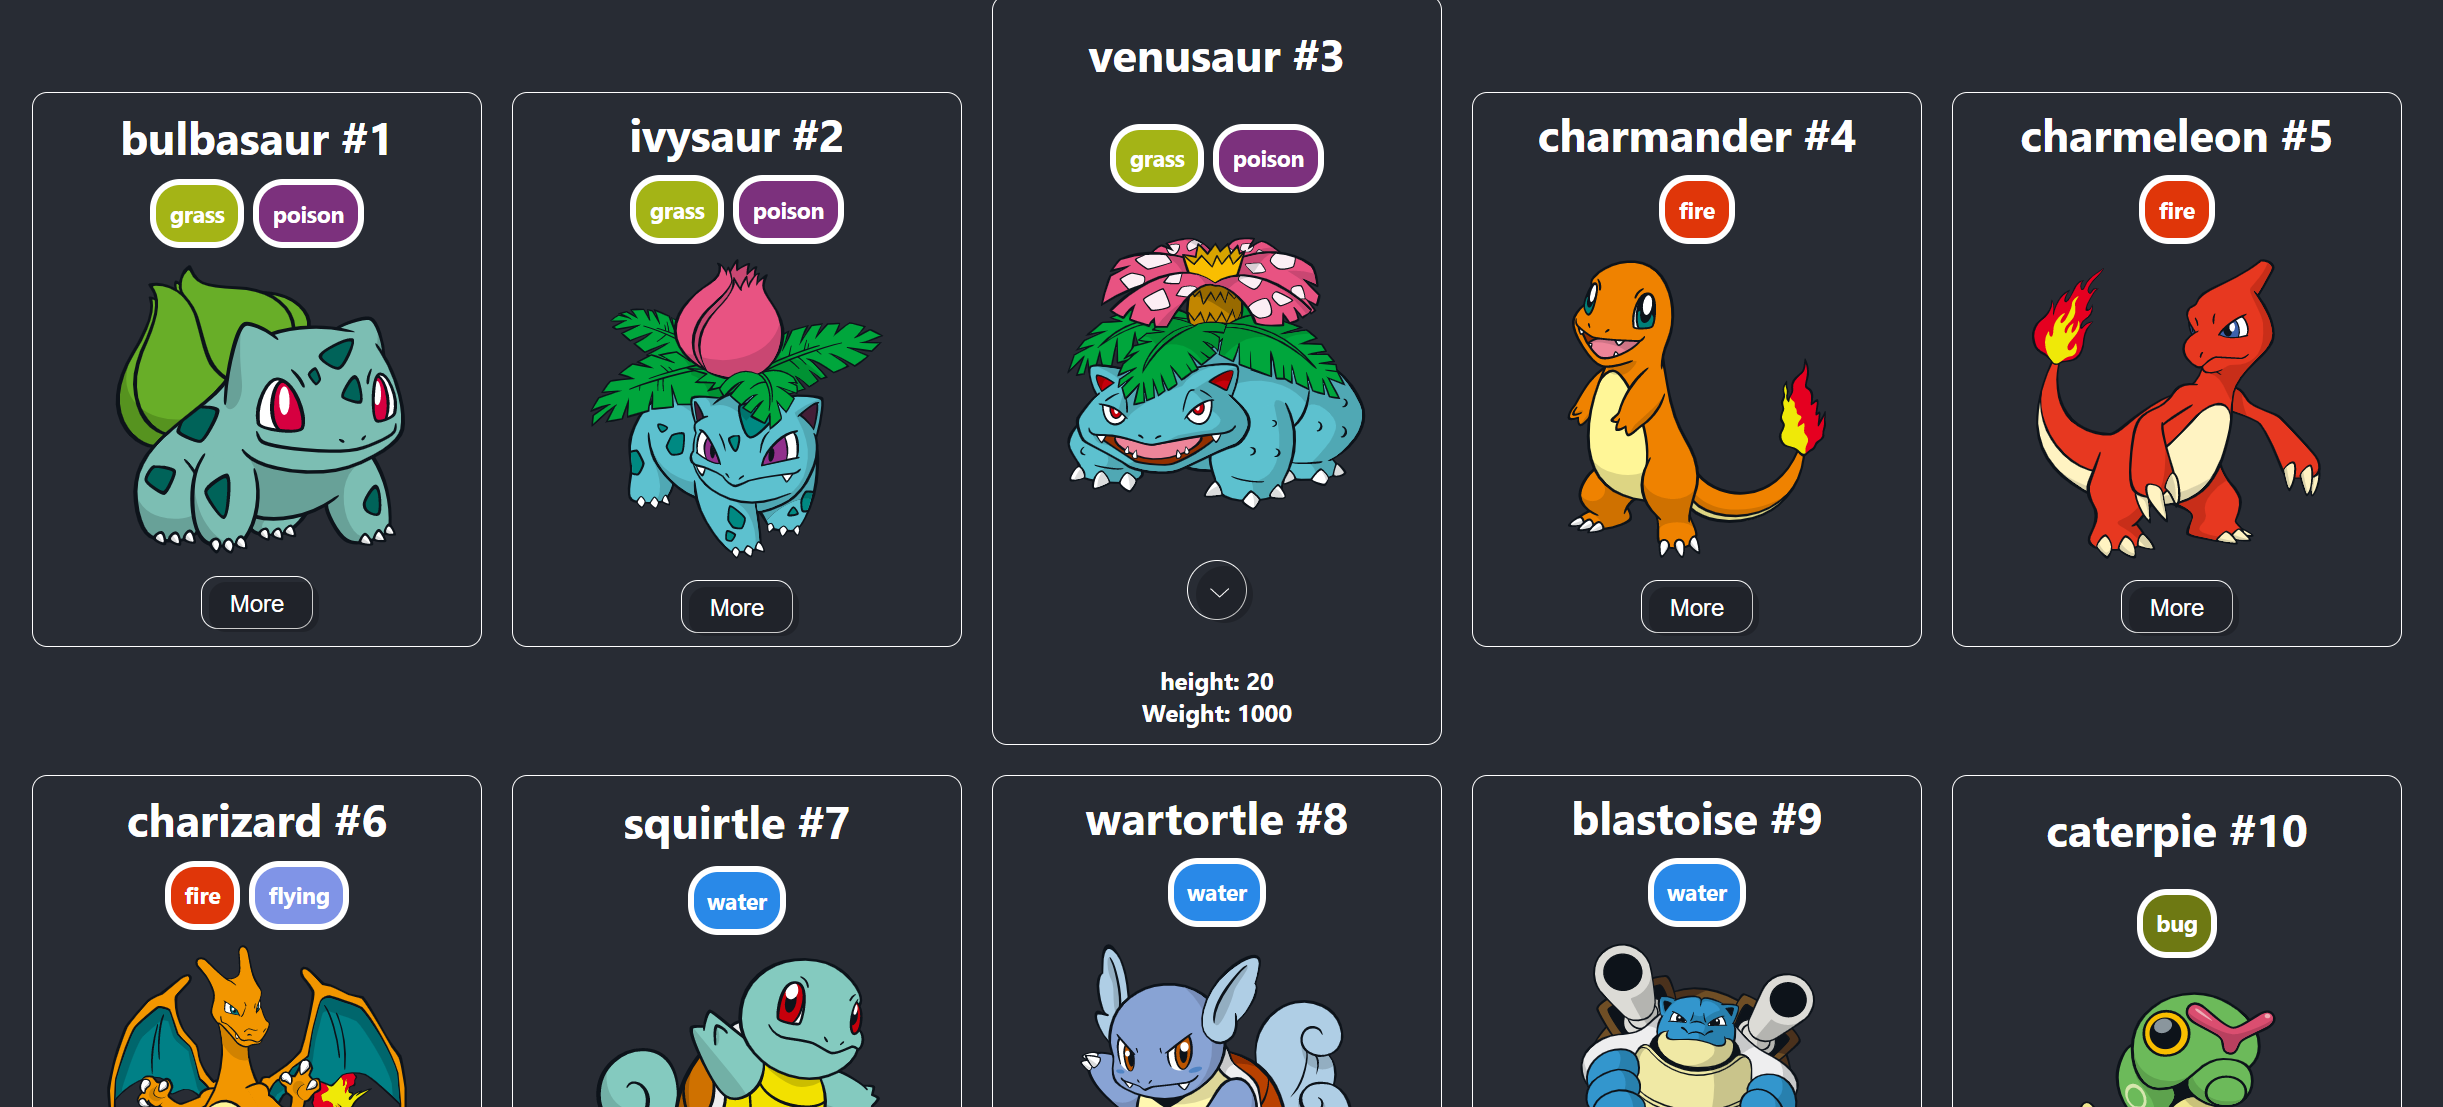 venusaur #3
bulbasaur #1
ivysaur #2
charmander #4
charmeleon #5
grass poison
grass poison
grass poison
fire
fire
More
More
More
More
height: 20
Weight: 1000
charizard #6
squirtle #7
wartortle #8
blastoise #9
caterpie #10
fire flying
water
water
water
bug